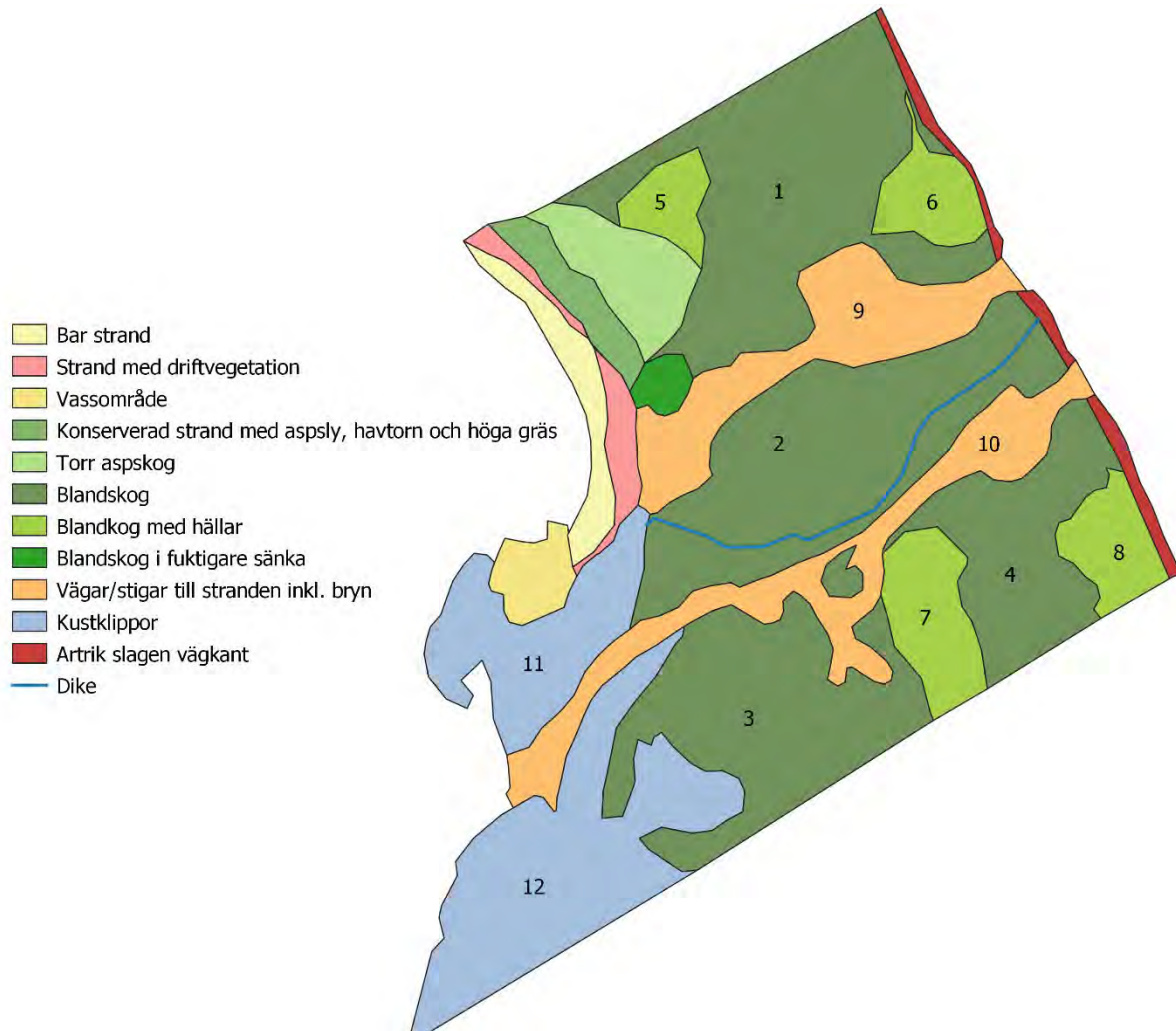 Bar strand
Strand med driftvegetation
Vassområde
Konserverad strand med aspsly, havtorn och höga gräs
Torr aspskog
Blandskog
Blandkog med hällar
Blandskog i fuktigare sänka
Vägar/stigar till stranden inkl. bryn
Kustklippor
Artrik slagen vägkant
Dike
1
5
6
9
2
10
8
4
7
11
3
12